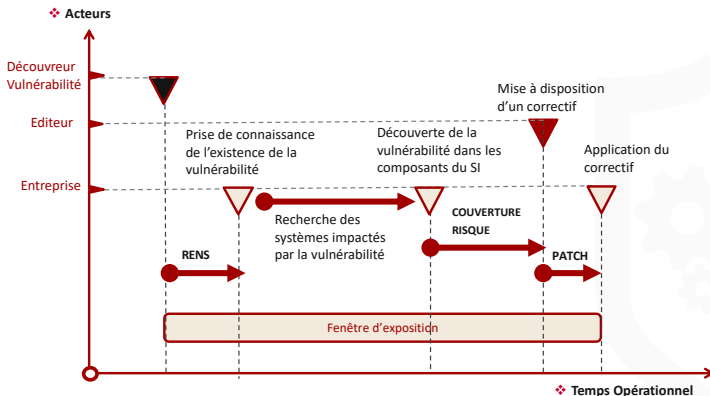 ❖ Acteurs
Découvreur
Vulnérabilité
Editeur
Entreprise
Prise de connaissance
de l'existence de la
vulnérabilité
Découverte de la
vulnérabilité dans les
composants du SI
Mise à disposition
d'un correctif
Application du
correctif
Recherche des
systèmes impactés
par la vulnérabilité
COUVERTURE
RISQUE
RENS
PATCH
Fenêtre d'exposition
❖ Temps Opérationnel